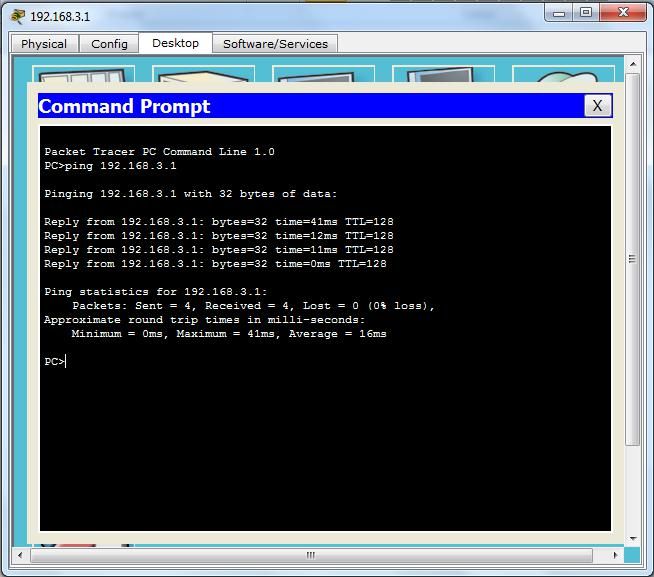 192.168.3.1
Physical Config Desktop Software/Services
Command Prompt X
Packet Tracer PC Command Line 1.0
PC>ping 192.168.3.1
Pinging 192.168.3.1 with 32 bytes of data:
Reply from 192.168.3.1: bytes=32 time=41ms TTL=128
Reply from 192.168.3.1: bytes=32 time=12ms TTL=128
Reply from 192.168.3.1: bytes=32 time=11ms TTL=128
Reply from 192.168.3.1: bytes=32 time=0ms TTL=128
Ping statistics for 192.168.3.1:
Packets: Sent = 4, Received = 4, Lost = 0 (0% loss),
Approximate round trip times in milli-seconds:
Minimum = 0ms, Maximum = 41ms, Average = 16ms
PC>